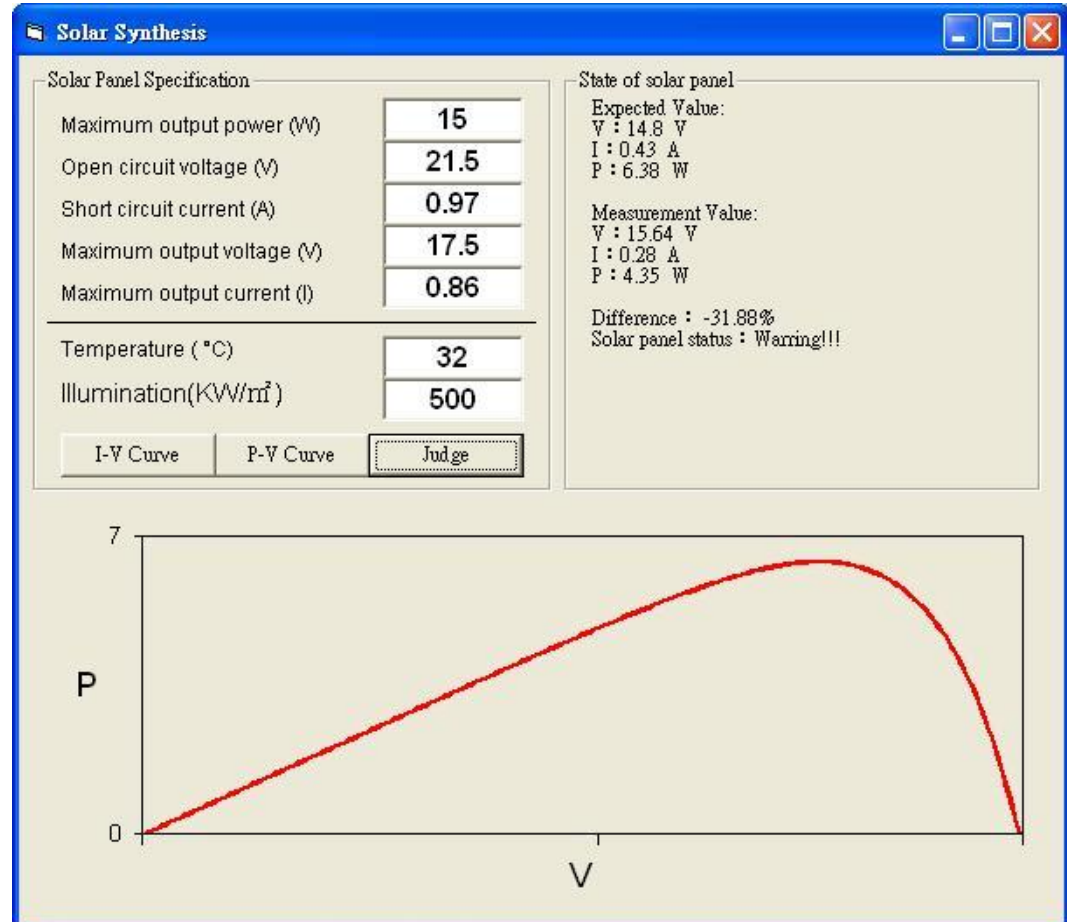 Solar Synthesis
Solar Panel Specification
Maximum output power (W) 15
Open circuit voltage (V) 21.5
Short circuit current (A) 0.97
Maximum output voltage (V) 17.5
Maximum output current (I) 0.86
Temperature ( °C) 32
Illumination(KW/㎡) 500
I-V Curve P-V Curve Judge
State of solar panel
Expected Value:
V：14.8 V
I：0.43 A
P：6.38 W
Measurement Value:
V：15.64 V
I：0.28 A
P：4.35 W
Difference： -31.88%
Solar panel status：Warring!!!
7
P
0
V